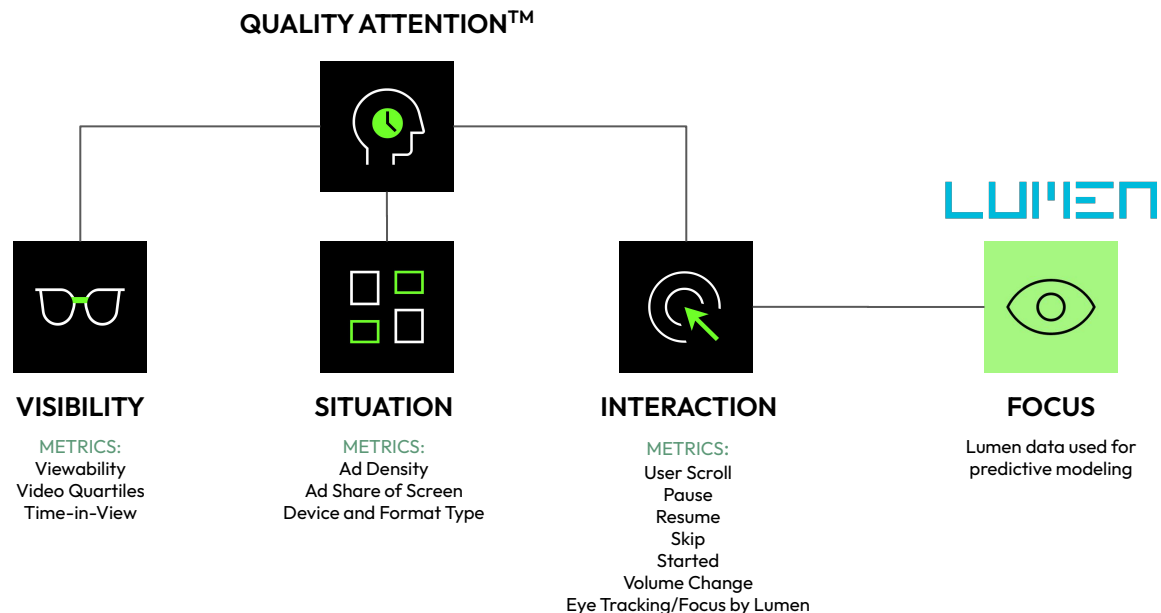 QUALITY ATTENTION™
LUMEN
VISIBILITY
METRICS:
Viewability
Video Quartiles
Time-in-View
SITUATION
METRICS:
Ad Density
Ad Share of Screen
Device and Format Type
INTERACTION
METRICS:
User Scroll
Pause
Resume
Skip
Started
Volume Change
Eye Tracking/Focus by Lumen
FOCUS
Lumen data used for
predictive modeling